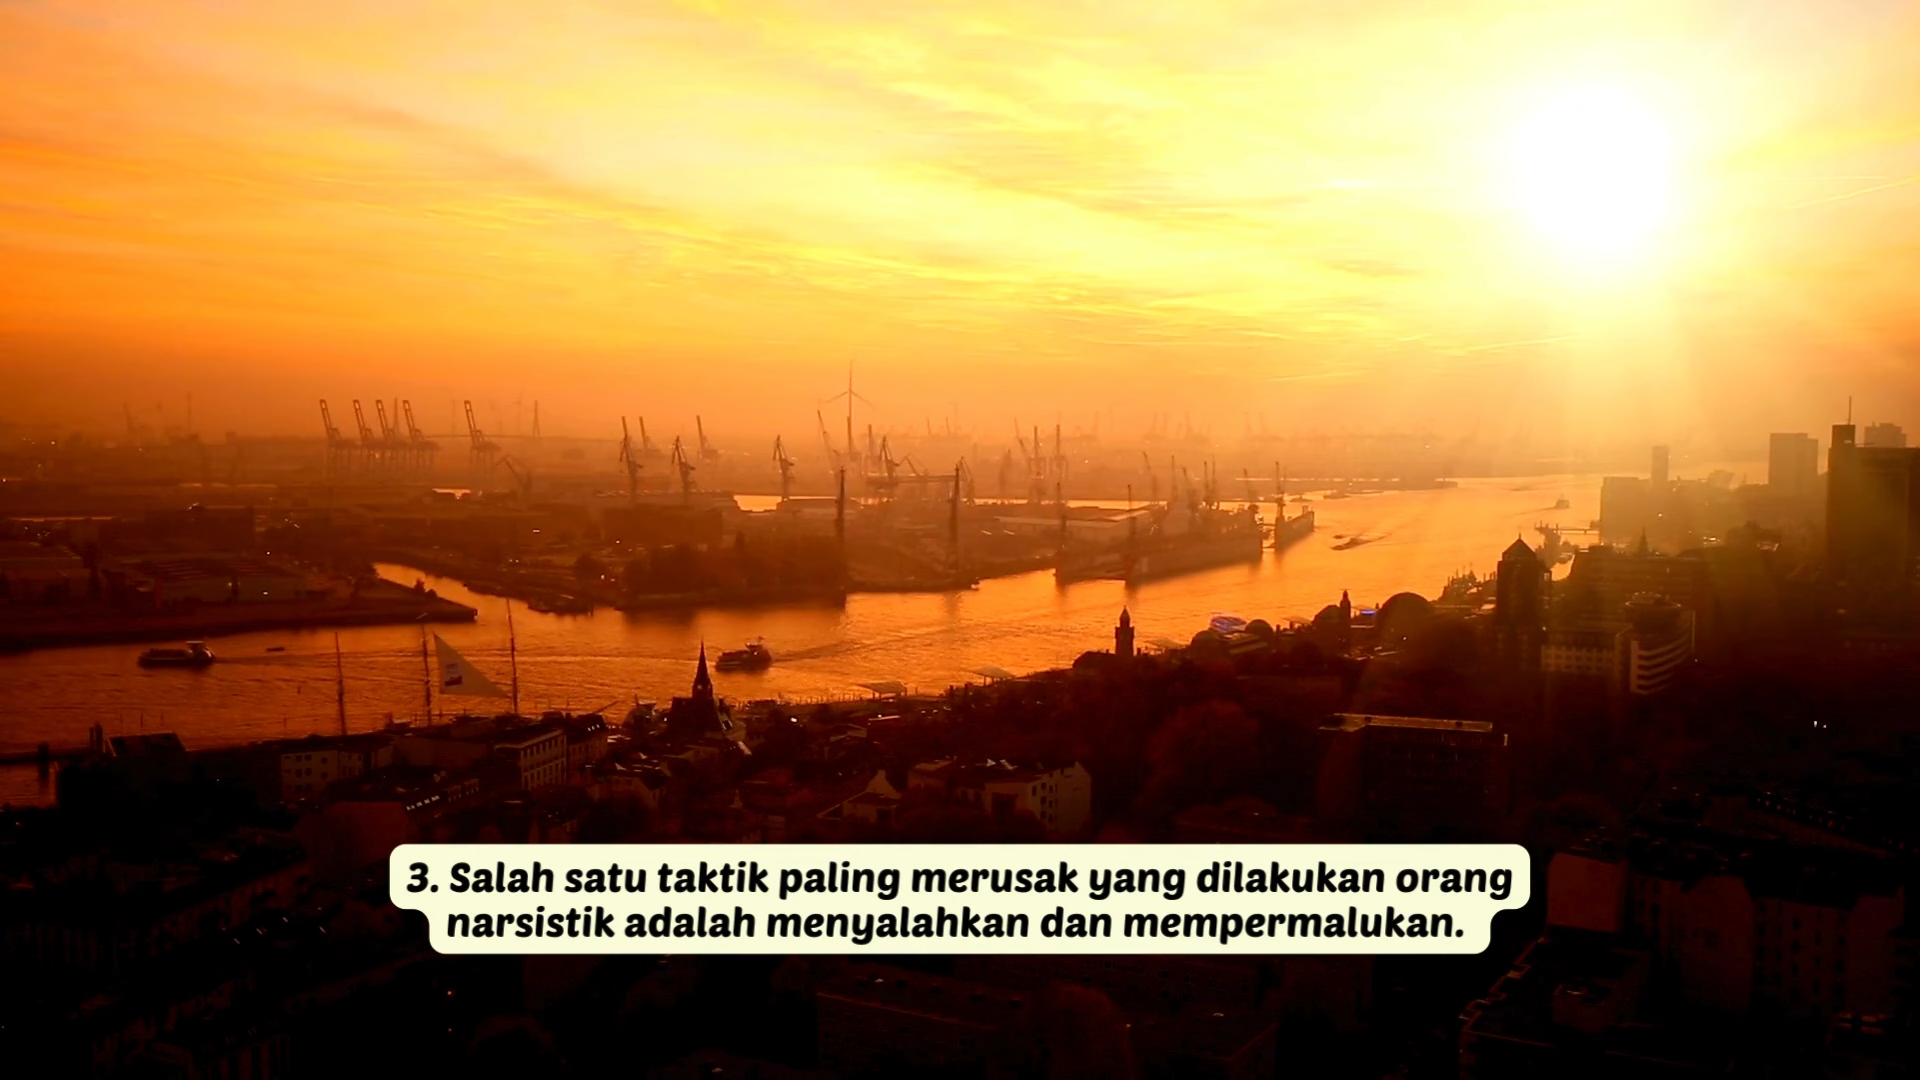 3. Salah satu taktik paling merusak yang dilakukan orang
narsistik adalah menyalahkan dan mempermalukan.